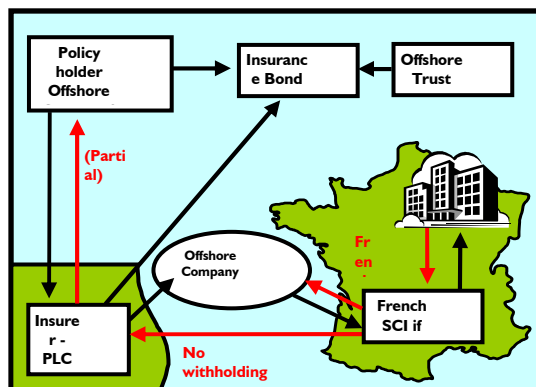 Policy
holder
Offshore
Insuranc
e Bond
Offshore
Trust
(Parti
al)
Fr
en
Offshore
Company
Insure
r -
PLC
French
SCI if
No
withholding